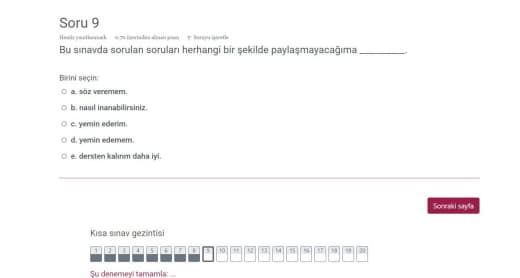 Soru 9
Henüz yanıtlanmadı 0.70 üzerinden alınan puan Soruyu işaretle
Bu sınavda sorulan soruları herhangi bir şekilde paylaşmayacağıma ___________.
Birini seçin:
a. söz veremem.
b. nasıl inanabilirsiniz.
c. yemin ederim.
d. yemin edemem.
e. dersten kalırım daha iyi.
Sonraki sayfa
Kısa sınav gezintisi
1 2 3 4 5 6 7 8 9 10 11 12 13 14 15 16 17 18 19 20
Şu denemeyi tamamla: ...